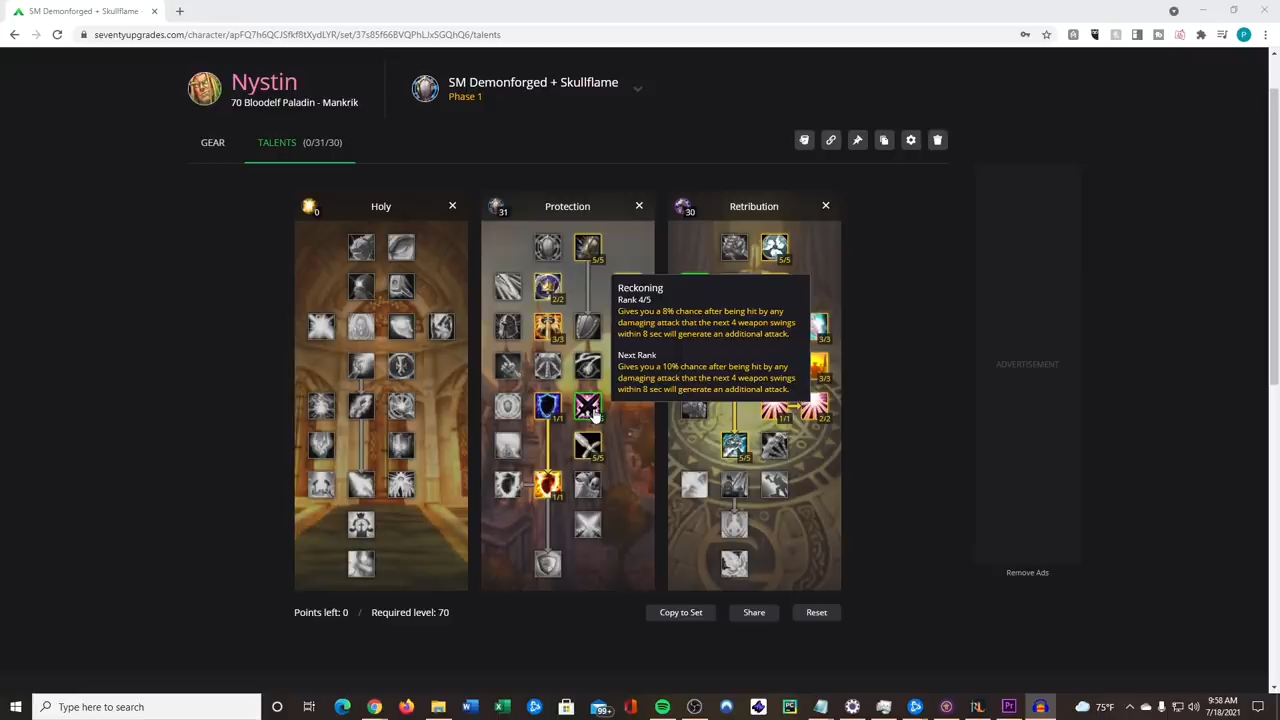 SM Demonforged + Skullflame
seventyupgrades.com/character/apFQ7h6QCJSfkf8tXydLYR/set/37s85f66BVQPhLJxSGQhQ6/talents
Nystin
70 Bloodelf Paladin - Mankrik
SM Demonforged + Skullflame
Phase 1
GEAR
TALENTS (0/31/30)
0
Holy
31
Protection
30
Retribution
5/5
5/5
2/2
Reckoning
Rank 4/5
Gives you a 8% chance after being hit by any
damaging attack that the next 4 weapon swings
within 8 sec will generate an additional attack.
Next Rank
Gives you a 10% chance after being hit by any
damaging attack that the next 4 weapon swings
within 8 sec will generate an additional attack.
3/3
3/3
3/3
1/1
1/1
2/2
5/5
5/5
1/1
ADVERTISEMENT
Remove Ads
Points left: 0 / Required level: 70
Copy to Set
Share
Reset
Type here to search
99+
75°F
9:58 AM
7/18/2021